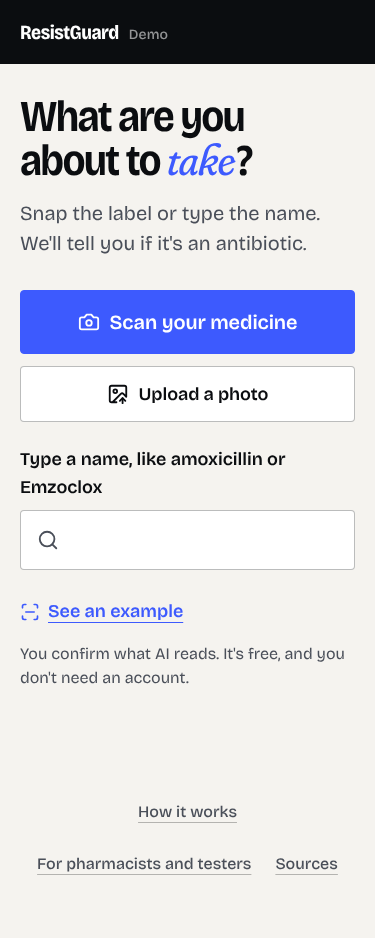 ResistGuard Demo
What are you
about to take?
Snap the label or type the name.
We'll tell you if it's an antibiotic.
Scan your medicine
Upload a photo
Type a name, like amoxicillin or
Emzoclox
See an example
You confirm what AI reads. It's free, and you
don't need an account.
How it works
For pharmacists and testers Sources